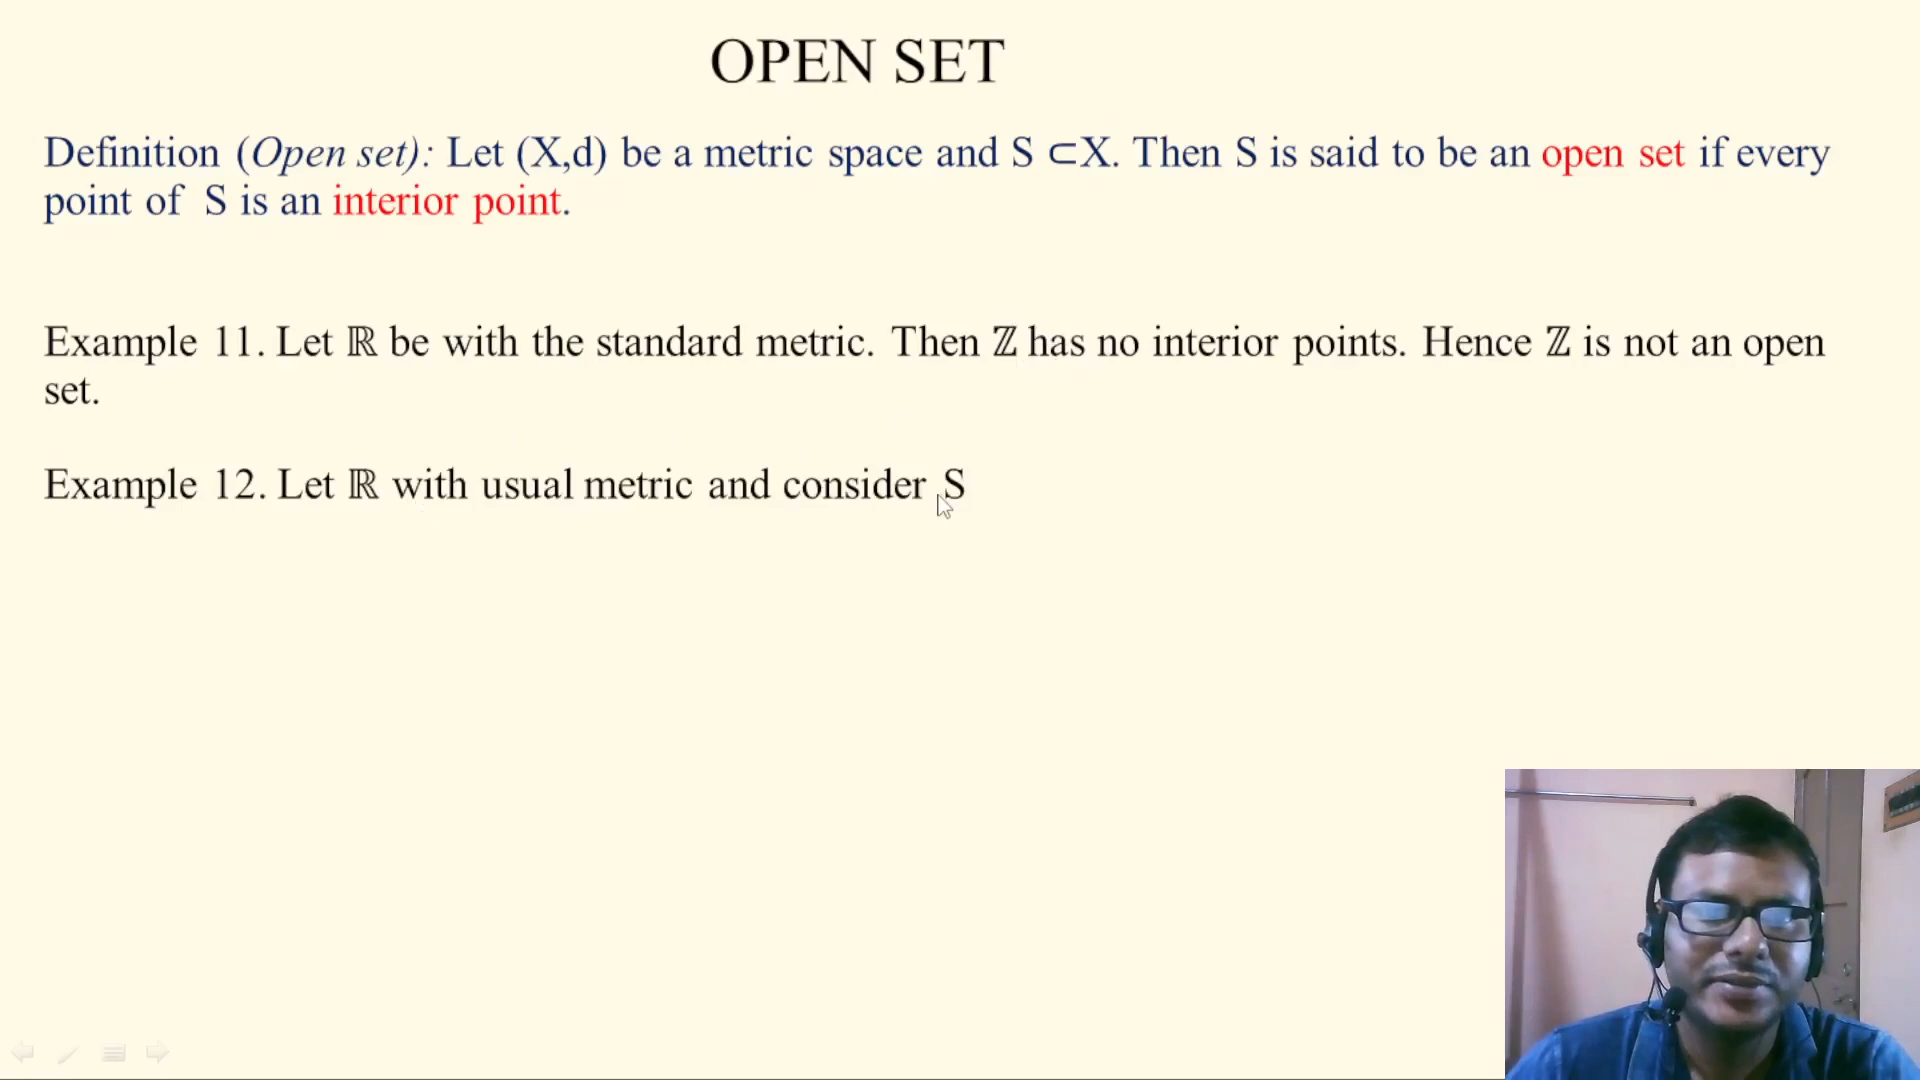 OPEN SET
Definition (Open set): Let (X,d) be a metric space and S ⊂X. Then S is said to be an open set if every
point of S is an interior point.
Example 11. Let ℝ be with the standard metric. Then ℤ has no interior points. Hence ℤ is not an open
set.
Example 12. Let ℝ with usual metric and consider S